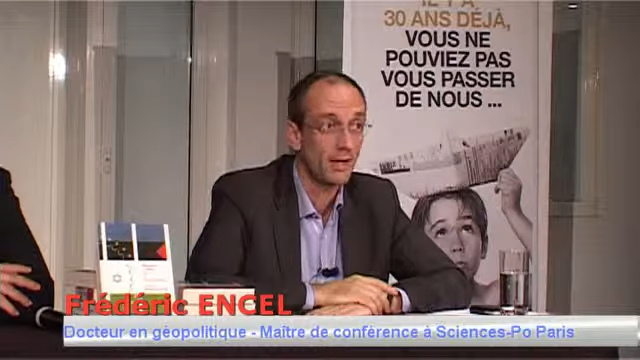 IL Y A
30 ANS DÉJÀ,
VOUS NE
POUVIEZ PAS
VOUS PASSER
DE NOUS ...
Frédéric ENCEL
Docteur en géopolitique - Maître de conférence à Sciences-Po Paris